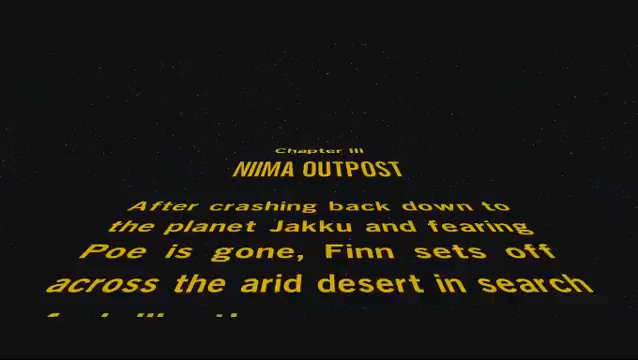 Chapter III
NIIMA OUTPOST
After crashing back down to
the planet Jakku and fearing
Poe is gone, Finn sets off
across the arid desert in search